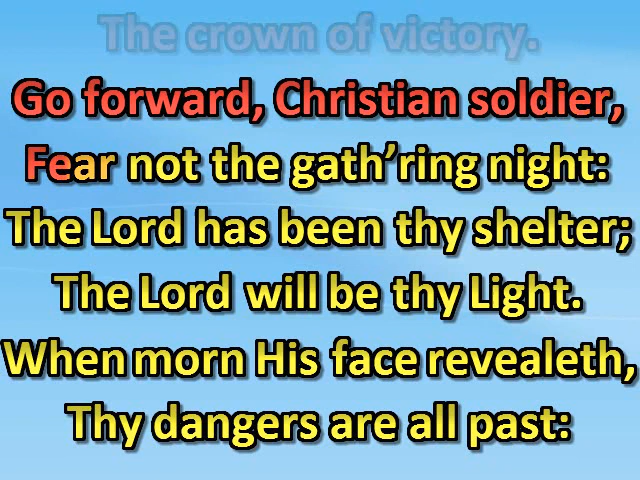 The crown of victory.
Go forward, Christian soldier,
Fear not the gath’ring night:
The Lord has been thy shelter;
The Lord will be thy Light.
When morn His face revealeth,
Thy dangers are all past: